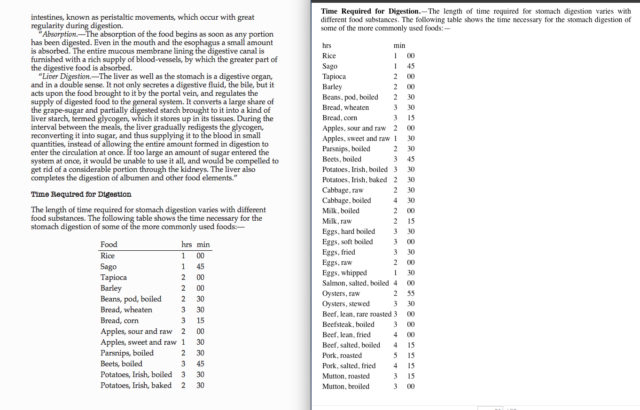 intestines, known as peristaltic movements, which occur with great
regularity during digestion.
"Absorption.—The absorption of the food begins as soon as any portion
has been digested. Even in the mouth and the esophagus a small amount
is absorbed. The entire mucous membrane lining the digestive canal is
furnished with a rich supply of blood-vessels, by which the greater part of
the digestive food is absorbed.
"Liver Digestion.—The liver as well as the stomach is a digestive organ,
and in a double sense. It not only secretes a digestive fluid, the bile, but it
acts upon the food brought to it by the portal vein, and regulates the
supply of digested food to the general system. It converts a large share of
the grape-sugar and partially digested starch brought to it into a kind of
liver starch, termed glycogen, which it stores up in its tissues. During the
interval between the meals, the liver gradually redigests the glycogen,
reconverting it into sugar, and thus supplying it to the blood in small
quantities, instead of allowing the entire amount formed in digestion to
enter the circulation at once. If too large an amount of sugar entered the
system at once, it would be unable to use it all, and would be compelled to
get rid of a considerable portion through the kidneys. The liver also
completes the digestion of albumen and other food elements."
Time Required for Digestion
The length of time required for stomach digestion varies with different
food substances. The following table shows the time necessary for the
stomach digestion of some of the more commonly used foods:—
Food hrs min
Rice 1 00
Sago 1 45
Tapioca 2 00
Barley 2 00
Beans, pod, boiled 2 30
Bread, wheaten 3 30
Bread, corn 3 15
Apples, sour and raw 2 00
Apples, sweet and raw 1 30
Parsnips, boiled 2 30
Beets, boiled 3 45
Potatoes, Irish, boiled 3 30
Potatoes, Irish, baked 2 30
Time Required for Digestion.—The length of time required for stomach digestion varies with
different food substances. The following table shows the time necessary for the stomach digestion of
some of the more commonly used foods:—
hrs min
Rice 1 00
Sago 1 45
Tapioca 2 00
Barley 2 00
Beans, pod, boiled 2 30
Bread, wheaten 3 30
Bread, corn 3 15
Apples, sour and raw 2 00
Apples, sweet and raw 1 30
Parsnips, boiled 2 30
Beets, boiled 3 45
Potatoes, Irish, boiled 3 30
Potatoes, Irish, baked 2 30
Cabbage, raw 2 30
Cabbage, boiled 4 30
Milk, boiled 2 00
Milk, raw 2 15
Eggs, hard boiled 3 30
Eggs, soft boiled 3 00
Eggs, fried 3 30
Eggs, raw 2 00
Eggs, whipped 1 30
Salmon, salted, boiled 4 00
Oysters, raw 2 55
Oysters, stewed 3 30
Beef, lean, rare roasted 3 00
Beefsteak, boiled 3 00
Beef, lean, fried 4 00
Beef, salted, boiled 4 15
Pork, roasted 5 15
Pork, salted, fried 4 15
Mutton, roasted 3 15
Mutton, broiled 3 00